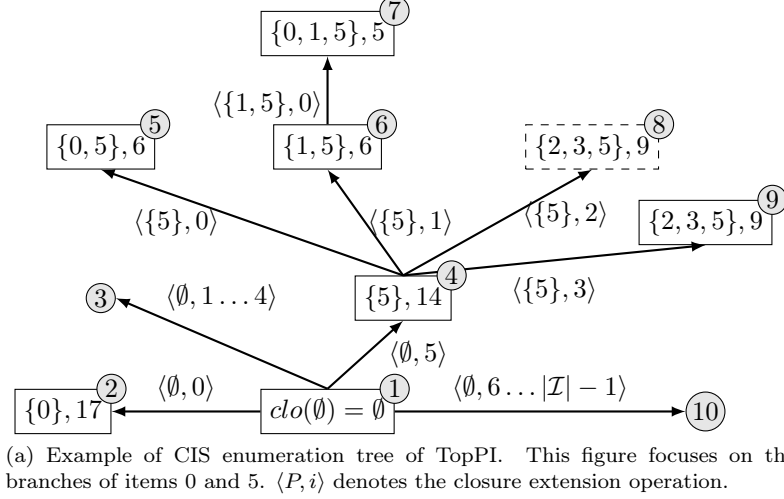 7
{0, 1, 5}, 5
⟨{1, 5}, 0⟩
5
{0, 5}, 6
6
{1, 5}, 6
8
{2, 3, 5}, 9
9
{2, 3, 5}, 9
⟨{5}, 0⟩
⟨{5}, 1⟩
⟨{5}, 2⟩
⟨{5}, 3⟩
4
{5}, 14
3
⟨∅, 1 . . . 4⟩
⟨∅, 5⟩
2
{0}, 17
⟨∅, 0⟩
1
clo(∅) = ∅
⟨∅, 6 . . . |ℐ| − 1⟩
10
(a) Example of CIS enumeration tree of TopPI. This figure focuses on th
branches of items 0 and 5. ⟨P, i⟩ denotes the closure extension operation.